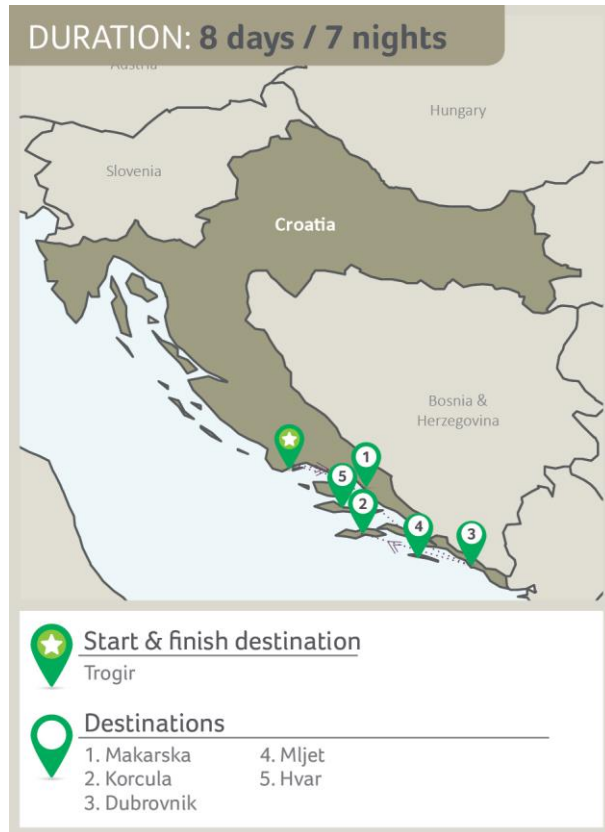 DURATION: 8 days / 7 nights
Austria
Hungary
Slovenia
Croatia
Bosnia &
Herzegovina
1
5
2
4
3
Start & finish destination
Trogir
Destinations
1. Makarska
2. Korcula
3. Dubrovnik
4. Mljet
5. Hvar